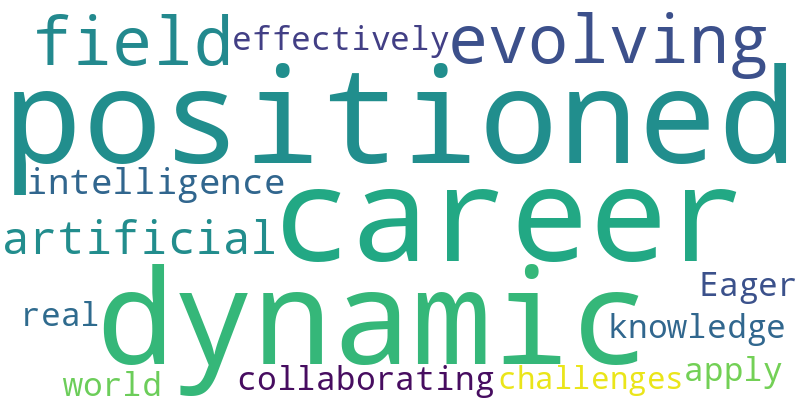 field effectively evolving
positioned
intelligence
career
artificial
dynamic
Eager
real
knowledge
world collaborating challenges apply